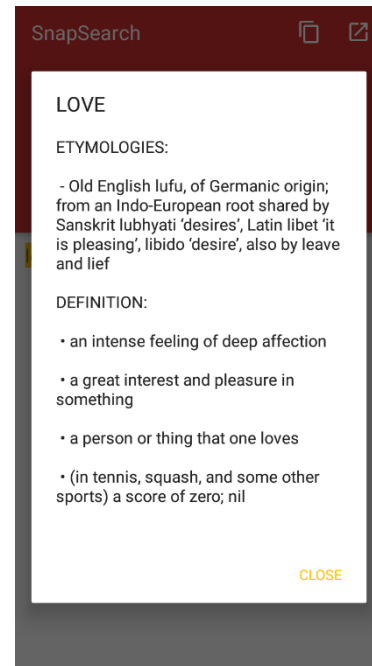 SnapSearch
LOVE
ETYMOLOGIES:
- Old English lufu, of Germanic origin;
from an Indo-European root shared by
Sanskrit lubhyati ‘desires’, Latin libet ‘it
is pleasing’, libido ‘desire’, also by leave
and lief
DEFINITION:
• an intense feeling of deep affection
• a great interest and pleasure in
something
• a person or thing that one loves
• (in tennis, squash, and some other
sports) a score of zero; nil
CLOSE